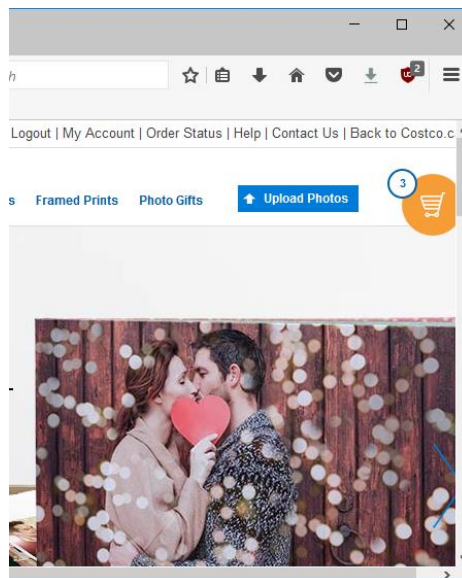 h
2
Logout | My Account | Order Status | Help | Contact Us | Back to Costco.c
3
s Framed Prints Photo Gifts Upload Photos